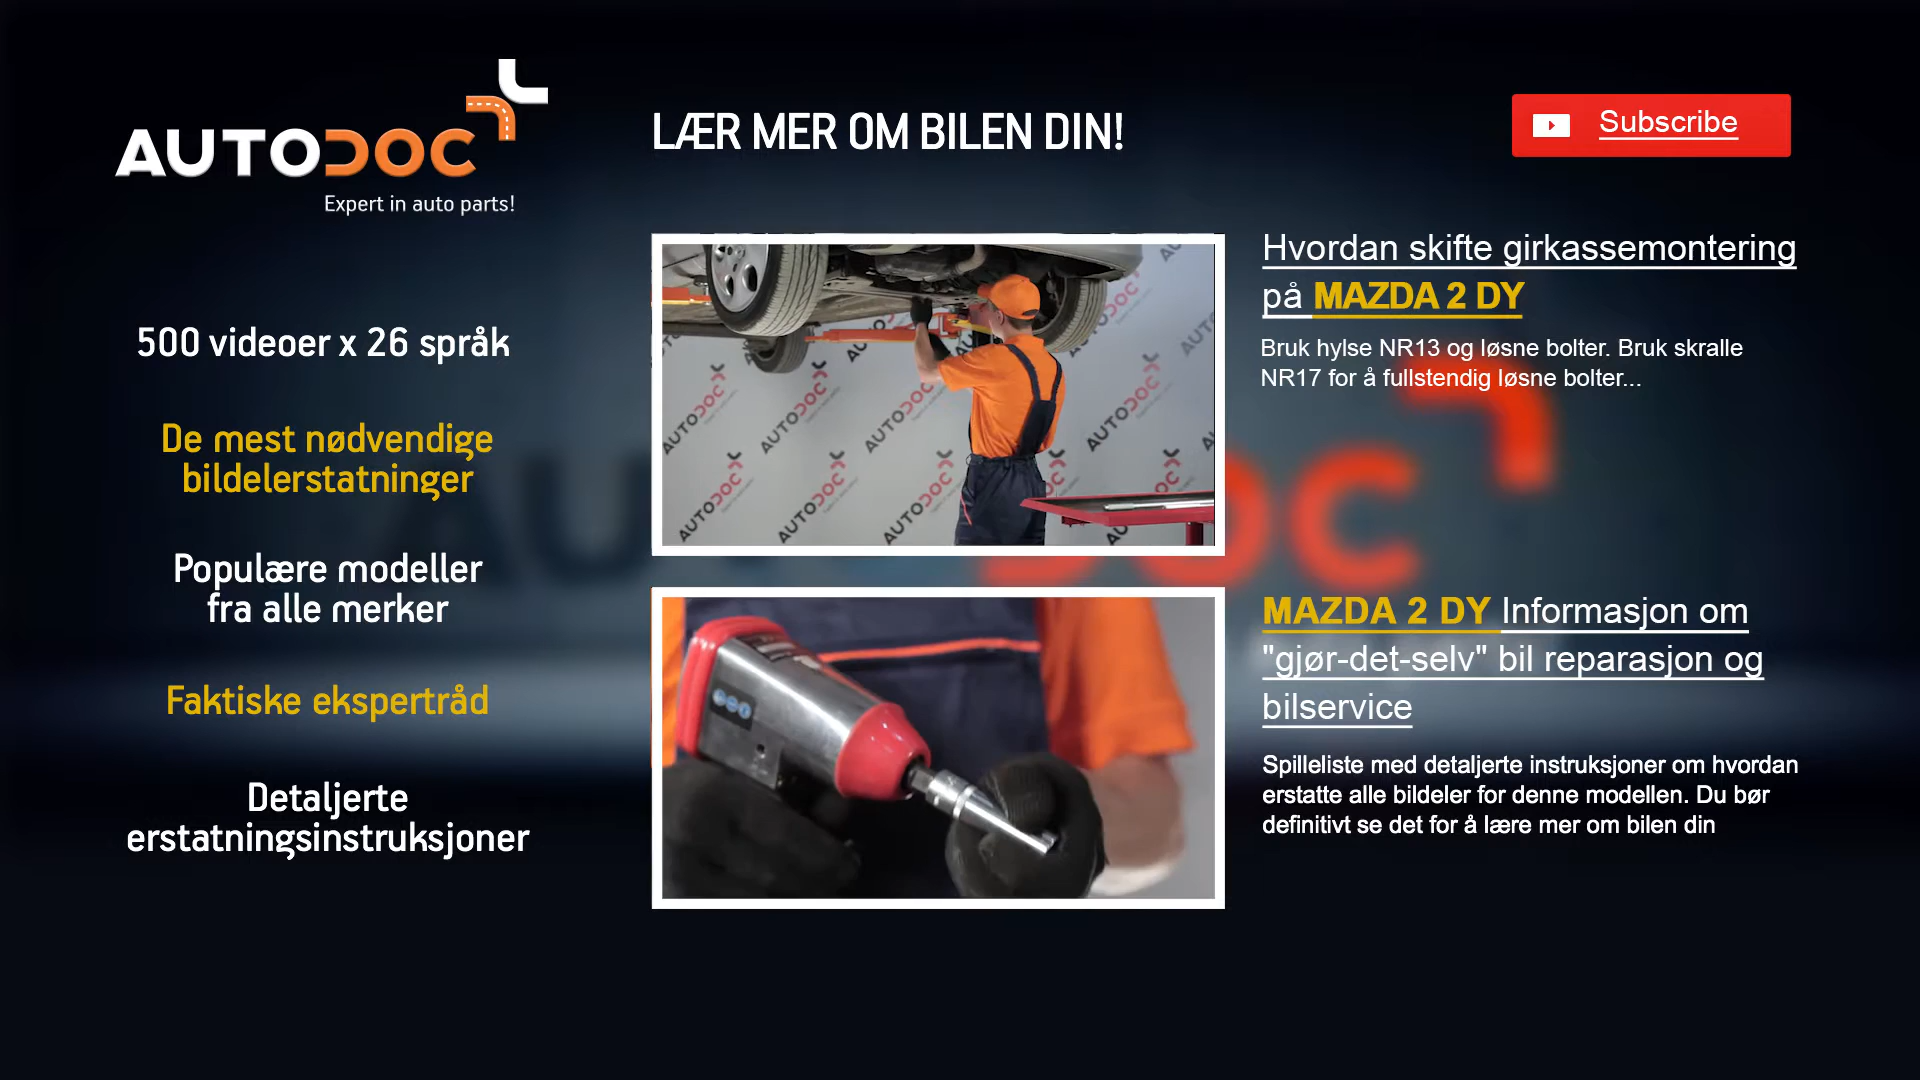 AUTODOC
Expert in auto parts!
500 videoer x 26 språk
De mest nødvendige
bildelerstatninger
Populære modeller
fra alle merker
Faktiske ekspertråd
Detaljerte
erstatningsinstruksjoner
LÆR MER OM BILEN DIN!
Subscribe
Hvordan skifte girkassemontering
på MAZDA 2 DY
Bruk hylse NR13 og løsne bolter. Bruk skralle
NR17 for å fullstendig løsne bolter...
MAZDA 2 DY Informasjon om
"gjør-det-selv" bil reparasjon og
bilservice
Spilleliste med detaljerte instruksjoner om hvordan
erstatte alle bildeler for denne modellen. Du bør
definitivt se det for å lære mer om bilen din